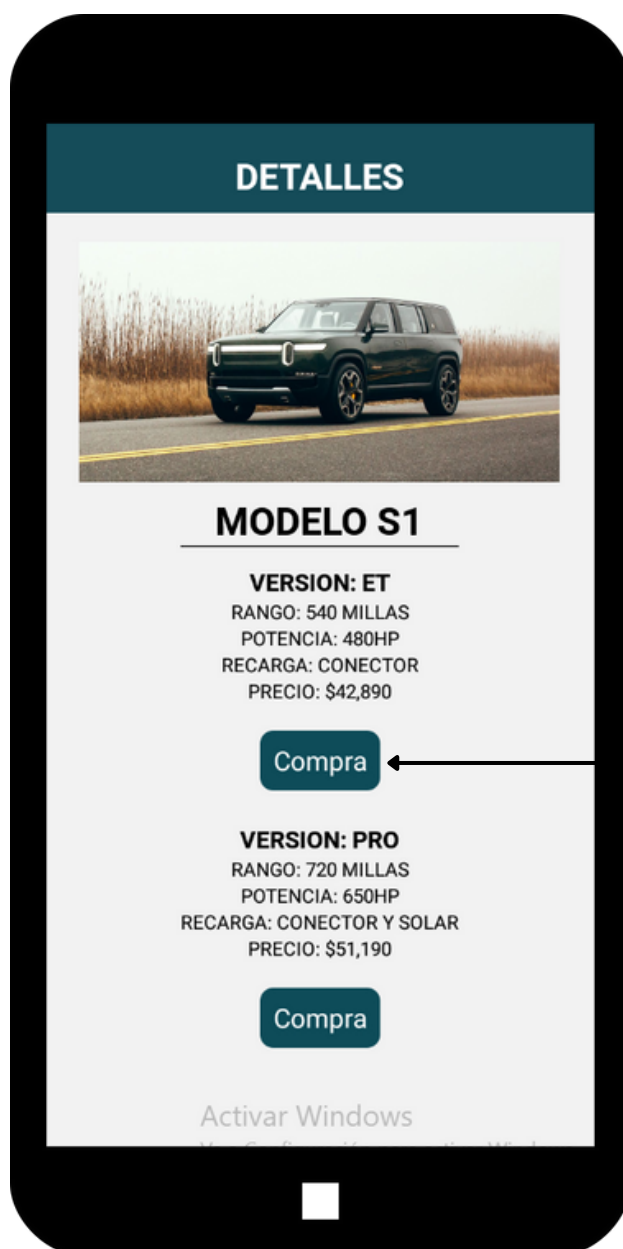 DETALLES
MODELO S1
VERSION: ET
RANGO: 540 MILLAS
POTENCIA: 480HP
RECARGA: CONECTOR
PRECIO: $42,890
Compra
VERSION: PRO
RANGO: 720 MILLAS
POTENCIA: 650HP
RECARGA: CONECTOR Y SOLAR
PRECIO: $51,190
Compra
Activar Windows